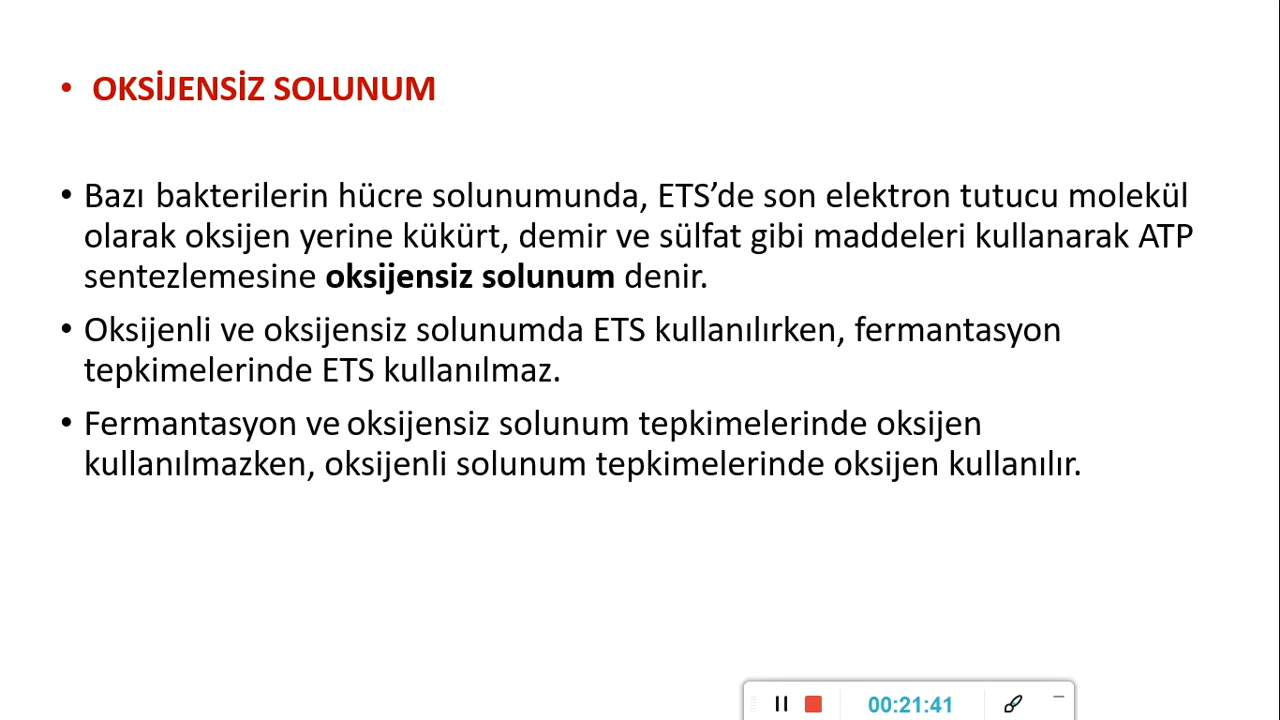 • OKSİJENSİZ SOLUNUM
• Bazı bakterilerin hücre solunumunda, ETS’de son elektron tutucu molekül
olarak oksijen yerine kükürt, demir ve sülfat gibi maddeleri kullanarak ATP
sentezlemesine oksijensiz solunum denir.
• Oksijenli ve oksijensiz solunumda ETS kullanılırken, fermantasyon
tepkimelerinde ETS kullanılmaz.
• Fermantasyon ve oksijensiz solunum tepkimelerinde oksijen
kullanılmazken, oksijenli solunum tepkimelerinde oksijen kullanılır.
00:21:41